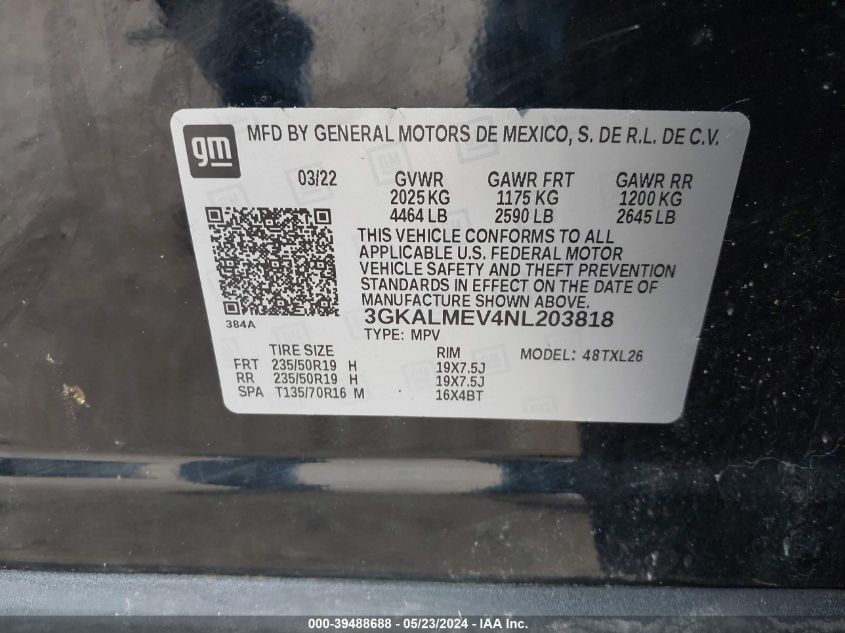 gm
MFD BY GENERAL MOTORS DE MEXICO, S. DE R.L. DE C.V.
03/22 GVWR GAWR FRT GAWR RR
2025 KG 1175 KG 1200 KG
4464 LB 2590 LB 2645 LB
THIS VEHICLE CONFORMS TO ALL
APPLICABLE U.S. FEDERAL MOTOR
VEHICLE SAFETY AND THEFT PREVENTION
STANDARDS IN EFFECT ON THE DATE OF
MANUFACTURE SHOWN ABOVE.
384A
3GKALMEV4NL203818
TYPE: MPV
TIRE SIZE RIM MODEL: 48TXL26
FRT 235/50R19 H 19X7.5J
RR 235/50R19 H 19X7.5J
SPA T135/70R16 M 16X4BT
000-39488688 - 05/23/2024 - IAAI.com